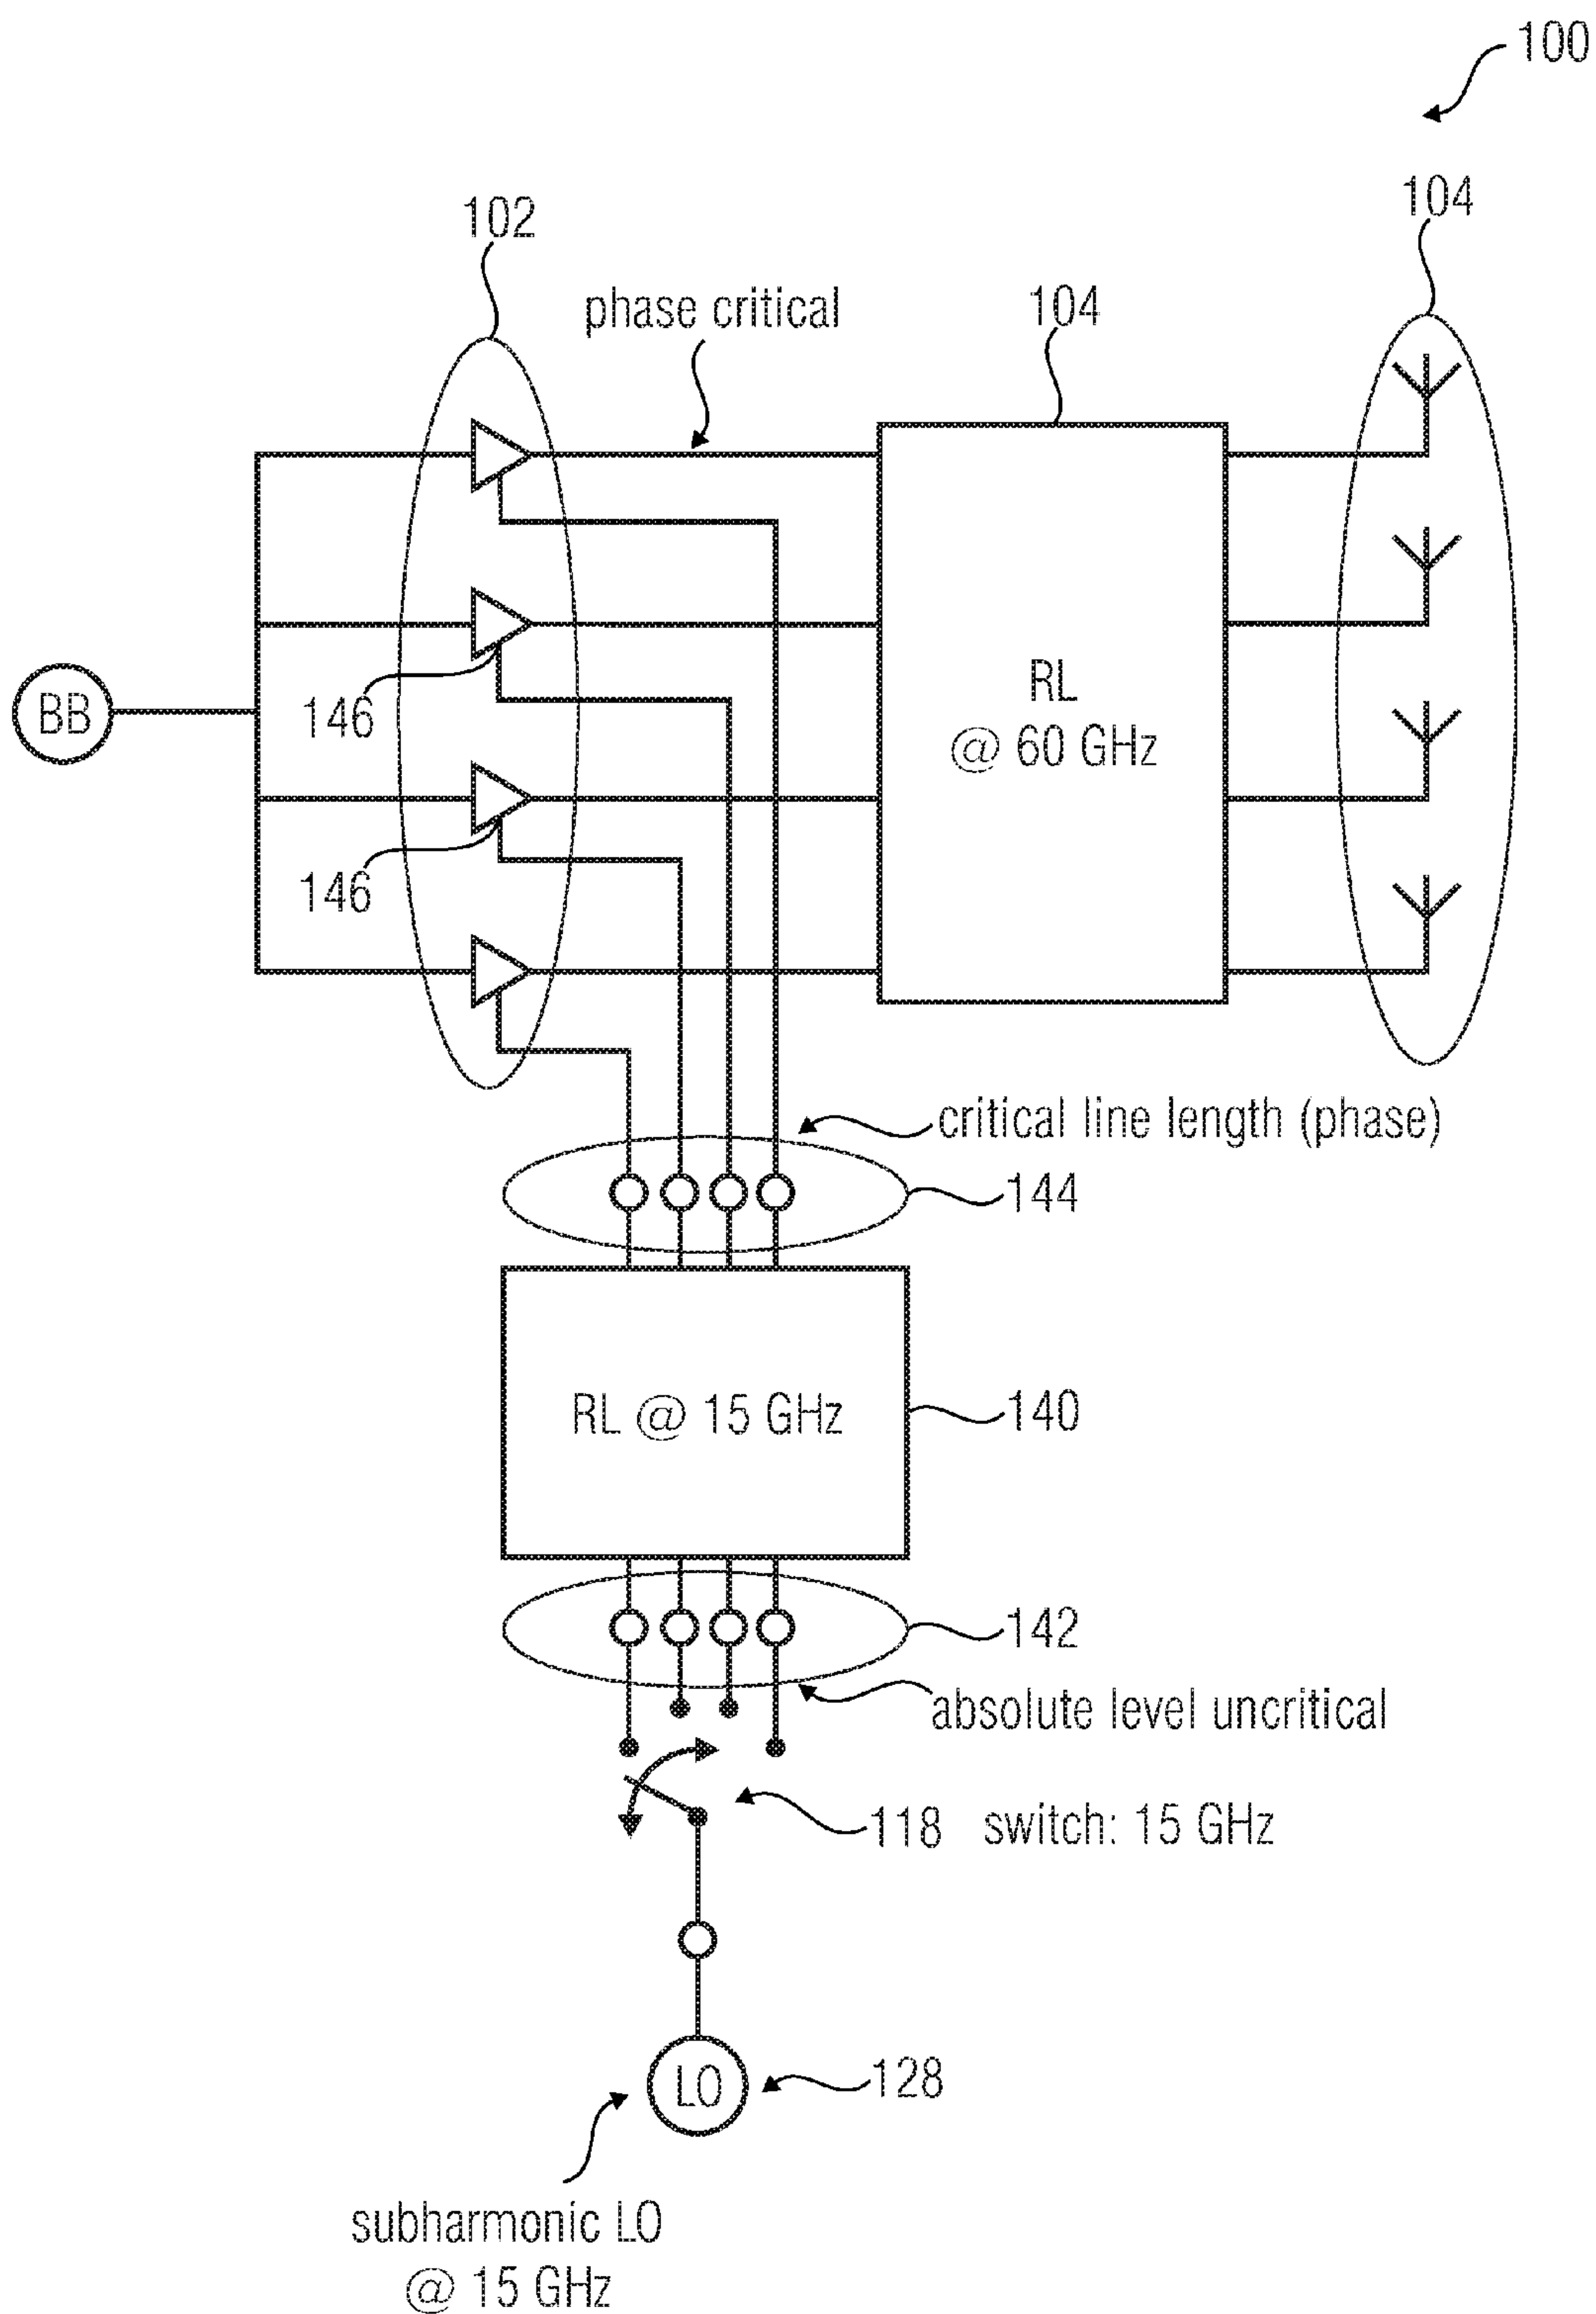 100
104
102
phase critical
104
BB
146
RL
@ 60 GHz
146
critical line length (phase)
144
RL @ 15 GHz
140
142
absolute level uncritical
118 switch: 15 GHz
LO
128
subharmonic LO
@ 15 GHz